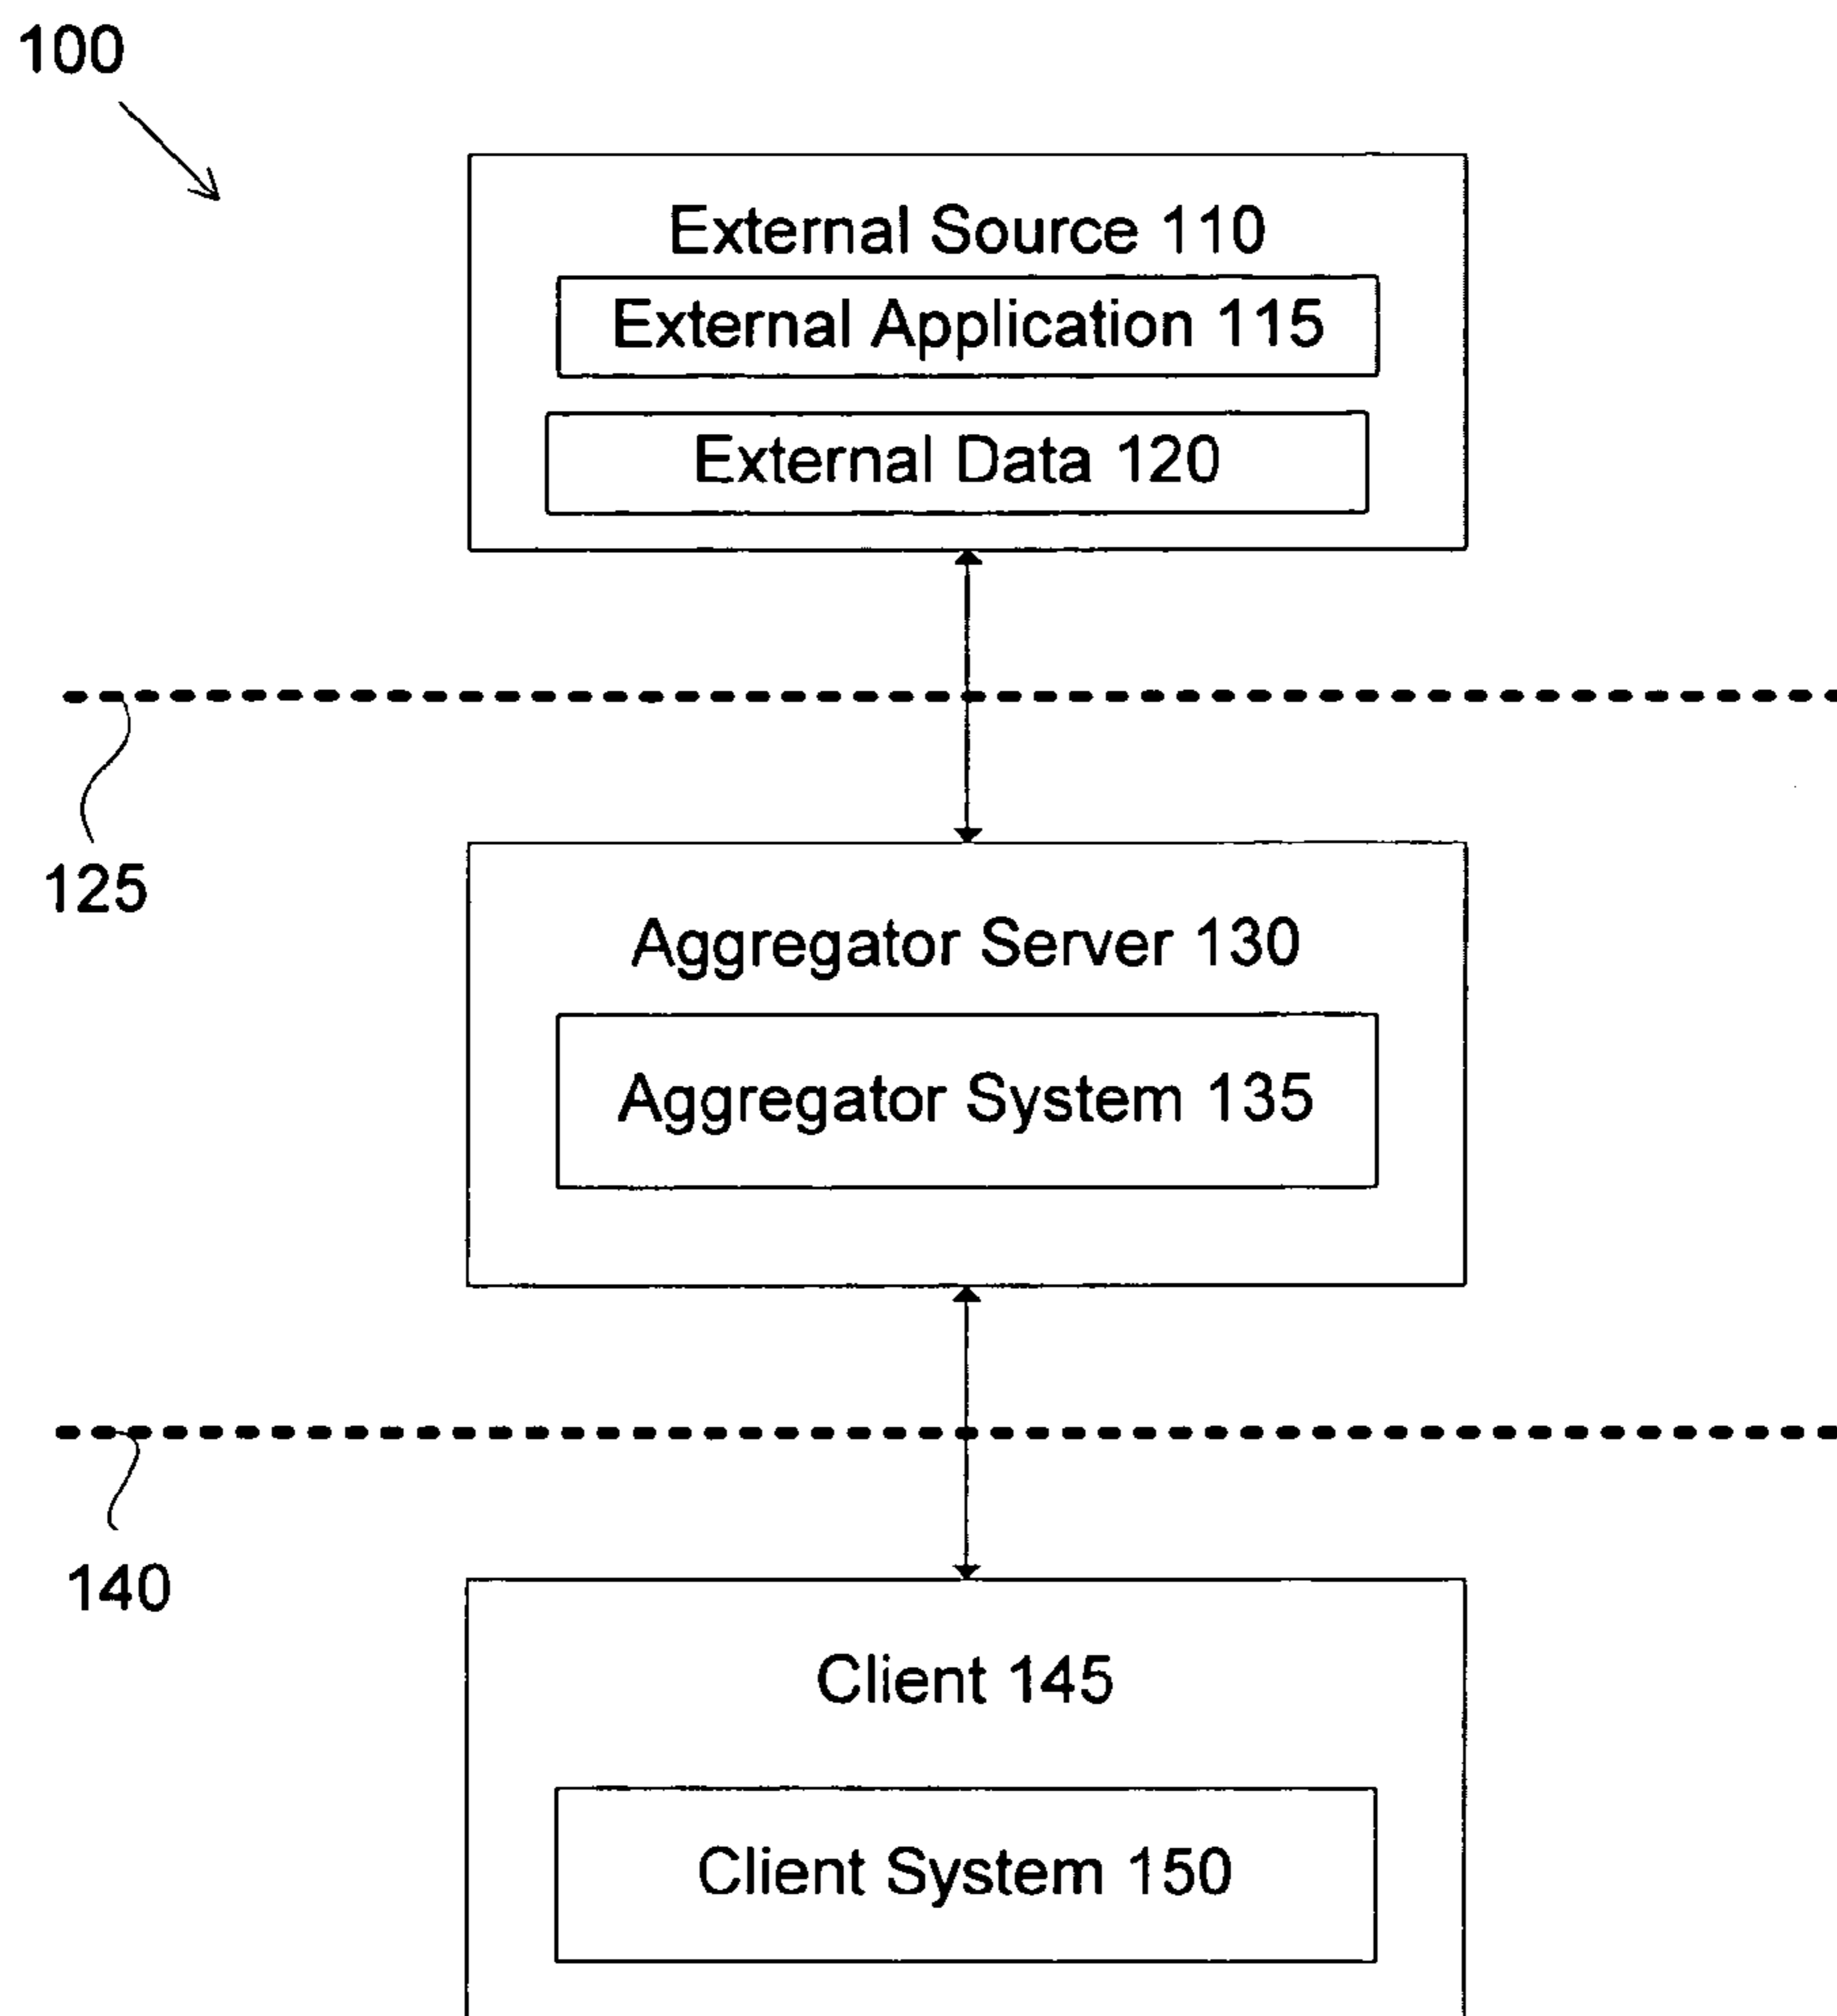 100
External Source 110
External Application 115
External Data 120
125
Aggregator Server 130
Aggregator System 135
140
Client 145
Client System 150